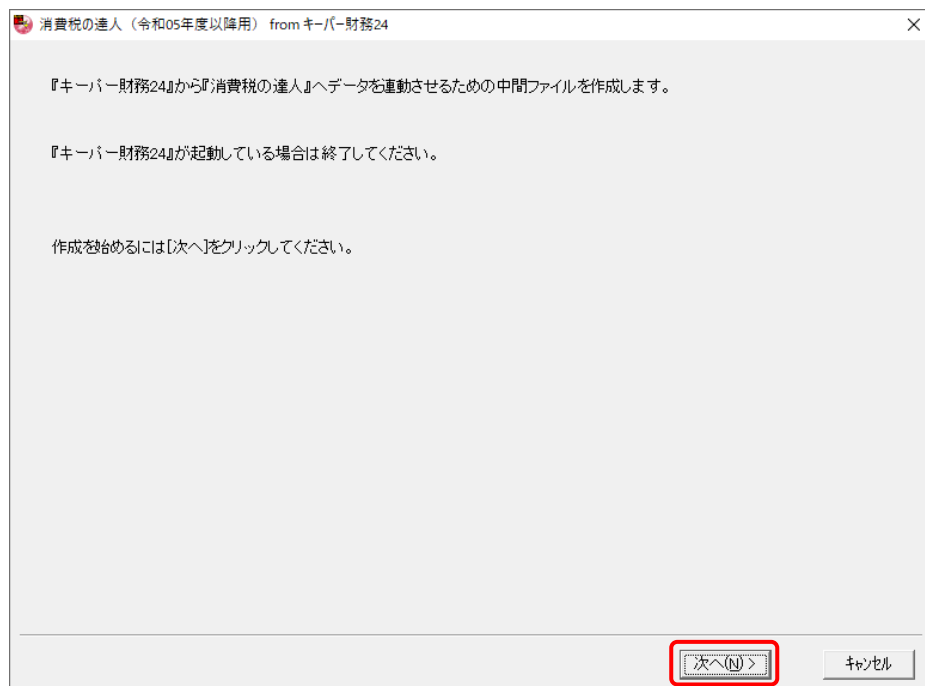 消費税の達人（令和05年度以降用） from キーパー財務24
『キーパー財務24』から『消費税の達人』へデータを連動させるための中間ファイルを作成します。
『キーパー財務24』が起動している場合は終了してください。
作成を始めるには[次へ]をクリックしてください。
次へ(N) >
キャンセル